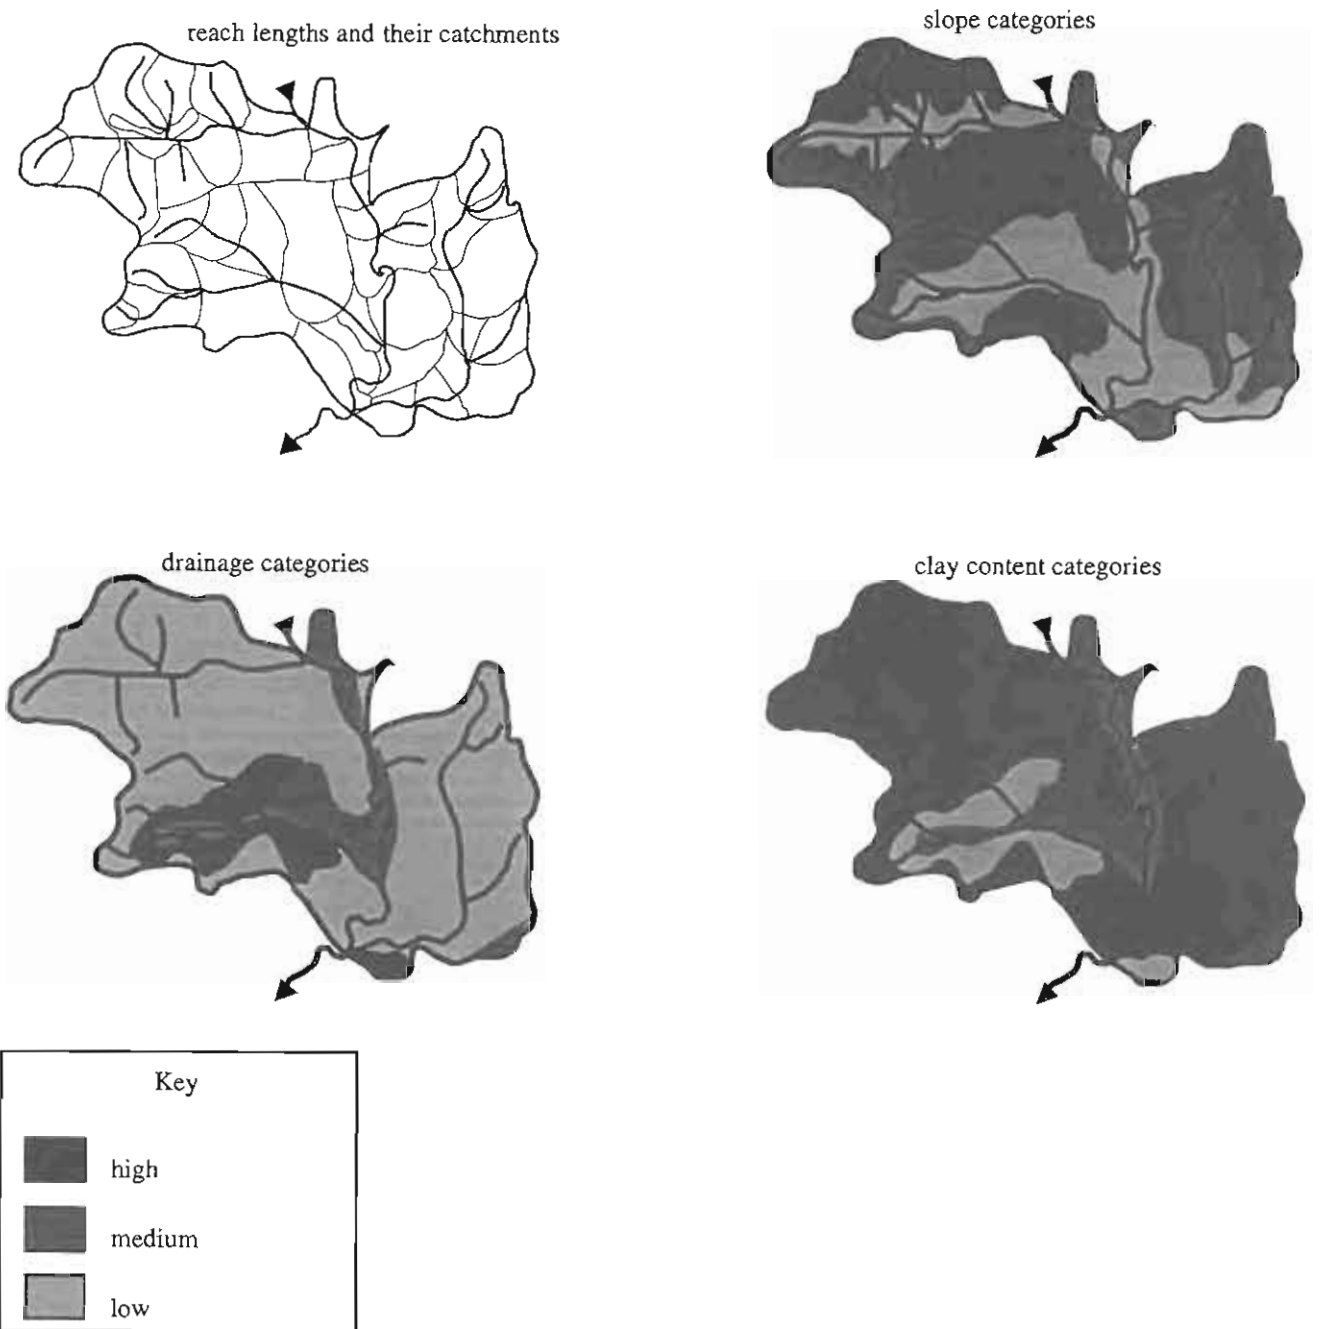 reach lengths and their catchments
slope categories
drainage categories
clay content categories
Key
high
medium
low